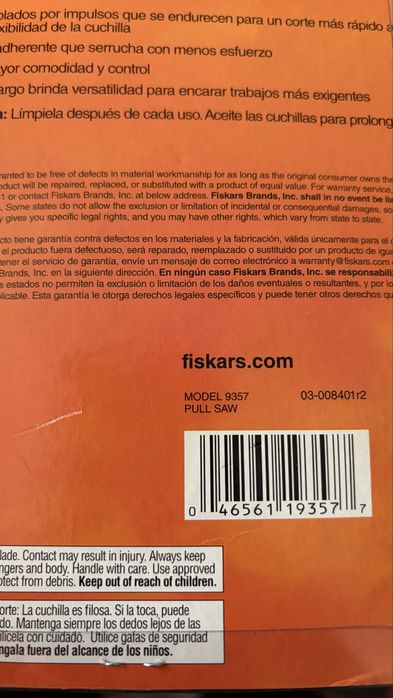 olados por impulsos que se endurecen para un corte más rápido a
xibilidad de la cuchilla
adherente que serrucha con menos esfuerzo
yor comodidad y control
argo brinda versatilidad para encarar trabajos más exigentes
a: Límpiela después de cada uso. Aceite las cuchillas para prolong
ranted to be free of defects in material workmanship for as long as the original consumer owns the
oduct will be repaired, replaced, or substituted with a product of equal value. For warranty service,
1 or contact Fiskars Brands, Inc. at below address. Fiskars Brands, Inc. shall in no event be lia
. Some states do not allow the exclusion or limitation of incidental or consequential damages, so
y gives you specific legal rights, and you may have other rights, which vary from state to state.
cto tiene garantía contra defectos en los materiales y la fabricación, válida únicamente para el
el producto fuera defectuoso, será reparado, reemplazado o sustituido por un producto de igua
tener el servicio de garantía, envíe un mensaje de correo electrónico a warranty@fiskars.com
Brands, Inc. en la siguiente dirección. En ningún caso Fiskars Brands, Inc. se responsabili
s estados no permiten la exclusión o limitación de los daños eventuales o resultantes, y por lo
licable. Esta garantía le otorga derechos legales específicos y puede tener otros derechos qu
fiskars.com
MODEL 9357 03-008401r2
PULL SAW
0 46561 19357 7
lade. Contact may result in injury. Always keep
ngers and body. Handle with care. Use approved
otect from debris. Keep out of reach of children.
orte: La cuchilla es filosa. Si la toca, puede
do. Mantenga siempre los dedos lejos de las
ilícela con cuidado. Utilice gafas de seguridad
ngala fuera del alcance de los niños.